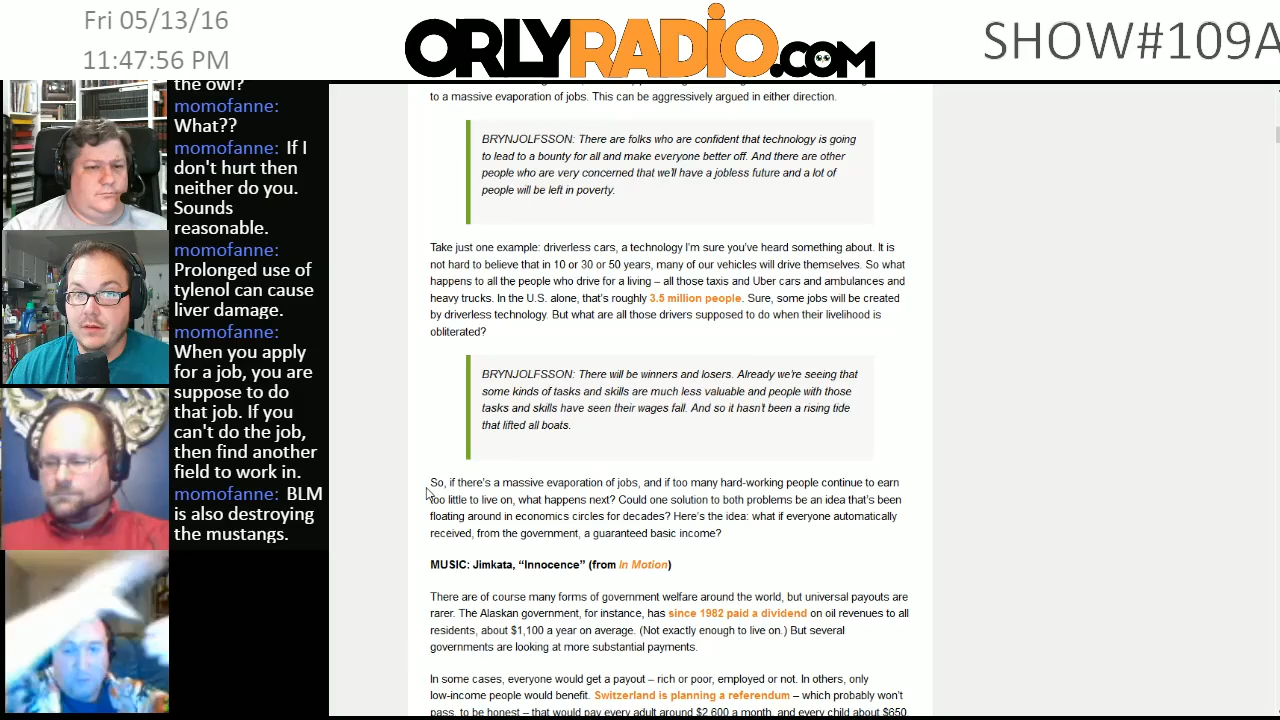 Fri 05/13/16
11:47:56 PM
ORLYRADIO.COM
SHOW#109A
the owl?
momofanne:
What??
momofanne: If I
don't hurt then
neither do you.
Sounds
reasonable.
momofanne:
Prolonged use of
tylenol can cause
liver damage.
momofanne:
When you apply
for a job, you are
suppose to do
that job. If you
can't do the job,
then find another
field to work in.
momofanne: BLM
is also destroying
the mustangs.
to a massive evaporation of jobs. This can be aggressively argued in either direction.
BRYNJOLFSSON: There are folks who are confident that technology is going
to lead to a bounty for all and make everyone better off. And there are other
people who are very concerned that we'll have a jobless future and a lot of
people will be left in poverty.
Take just one example: driverless cars, a technology I'm sure you've heard something about. It is
not hard to believe that in 10 or 30 or 50 years, many of our vehicles will drive themselves. So what
happens to all the people who drive for a living – all those taxis and Uber cars and ambulances and
heavy trucks. In the U.S. alone, that's roughly 3.5 million people. Sure, some jobs will be created
by driverless technology. But what are all those drivers supposed to do when their livelihood is
obliterated?
BRYNJOLFSSON: There will be winners and losers. Already we're seeing that
some kinds of tasks and skills are much less valuable and people with those
tasks and skills have seen their wages fall. And so it hasn't been a rising tide
that lifted all boats.
So, if there's a massive evaporation of jobs, and if too many hard-working people continue to earn
too little to live on, what happens next? Could one solution to both problems be an idea that's been
floating around in economics circles for decades? Here's the idea: what if everyone automatically
received, from the government, a guaranteed basic income?
MUSIC: Jimkata, “Innocence” (from In Motion)
There are of course many forms of government welfare around the world, but universal payouts are
rarer. The Alaskan government, for instance, has since 1982 paid a dividend on oil revenues to all
residents, about $1,100 a year on average. (Not exactly enough to live on.) But several
governments are looking at more substantial payments.
In some cases, everyone would get a payout – rich or poor, employed or not. In others, only
low-income people would benefit. Switzerland is planning a referendum – which probably won't
pass, to be honest – that would pay every adult around $2,600 a month, and every child about $650